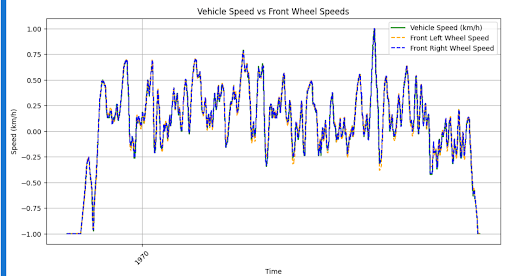 Vehicle Speed vs Front Wheel Speeds
Vehicle Speed (km/h)
Front Left Wheel Speed
Front Right Wheel Speed
Speed (km/h)
1.00
0.75
0.50
0.25
0.00
−0.25
−0.50
−0.75
−1.00
1970
Time